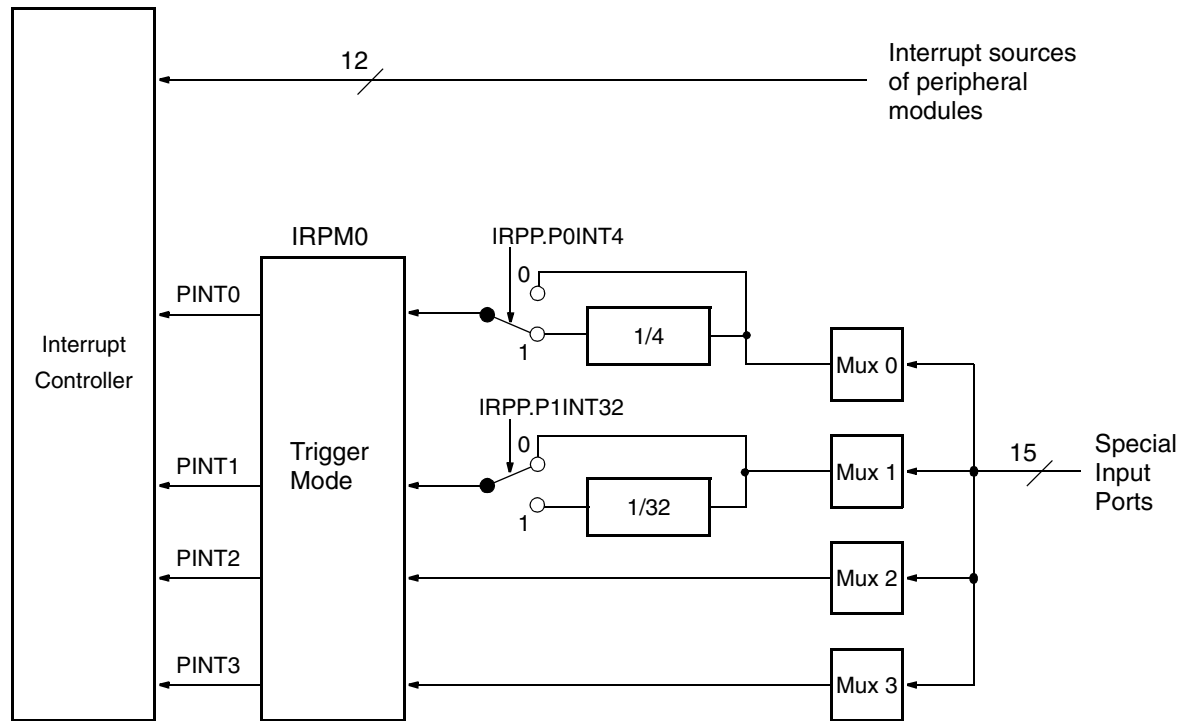 12
Interrupt sources
of peripheral
modules
IRPM0
IRPP.P0INT4
0
PINT0
1/4
1
Mux 0
Interrupt
Controller
IRPP.P1INT32
0
Trigger
Mode
PINT1
Mux 1
15
Special
Input
Ports
1/32
1
PINT2
Mux 2
PINT3
Mux 3